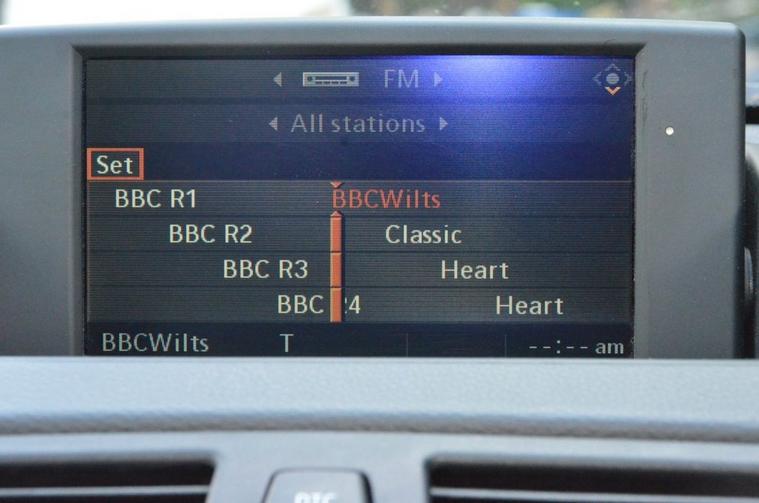 FM
All stations
Set
BBC R1 BBCWilts
BBC R2 Classic
BBC R3 Heart
BBC Heart
BBCWilts T --:-- am